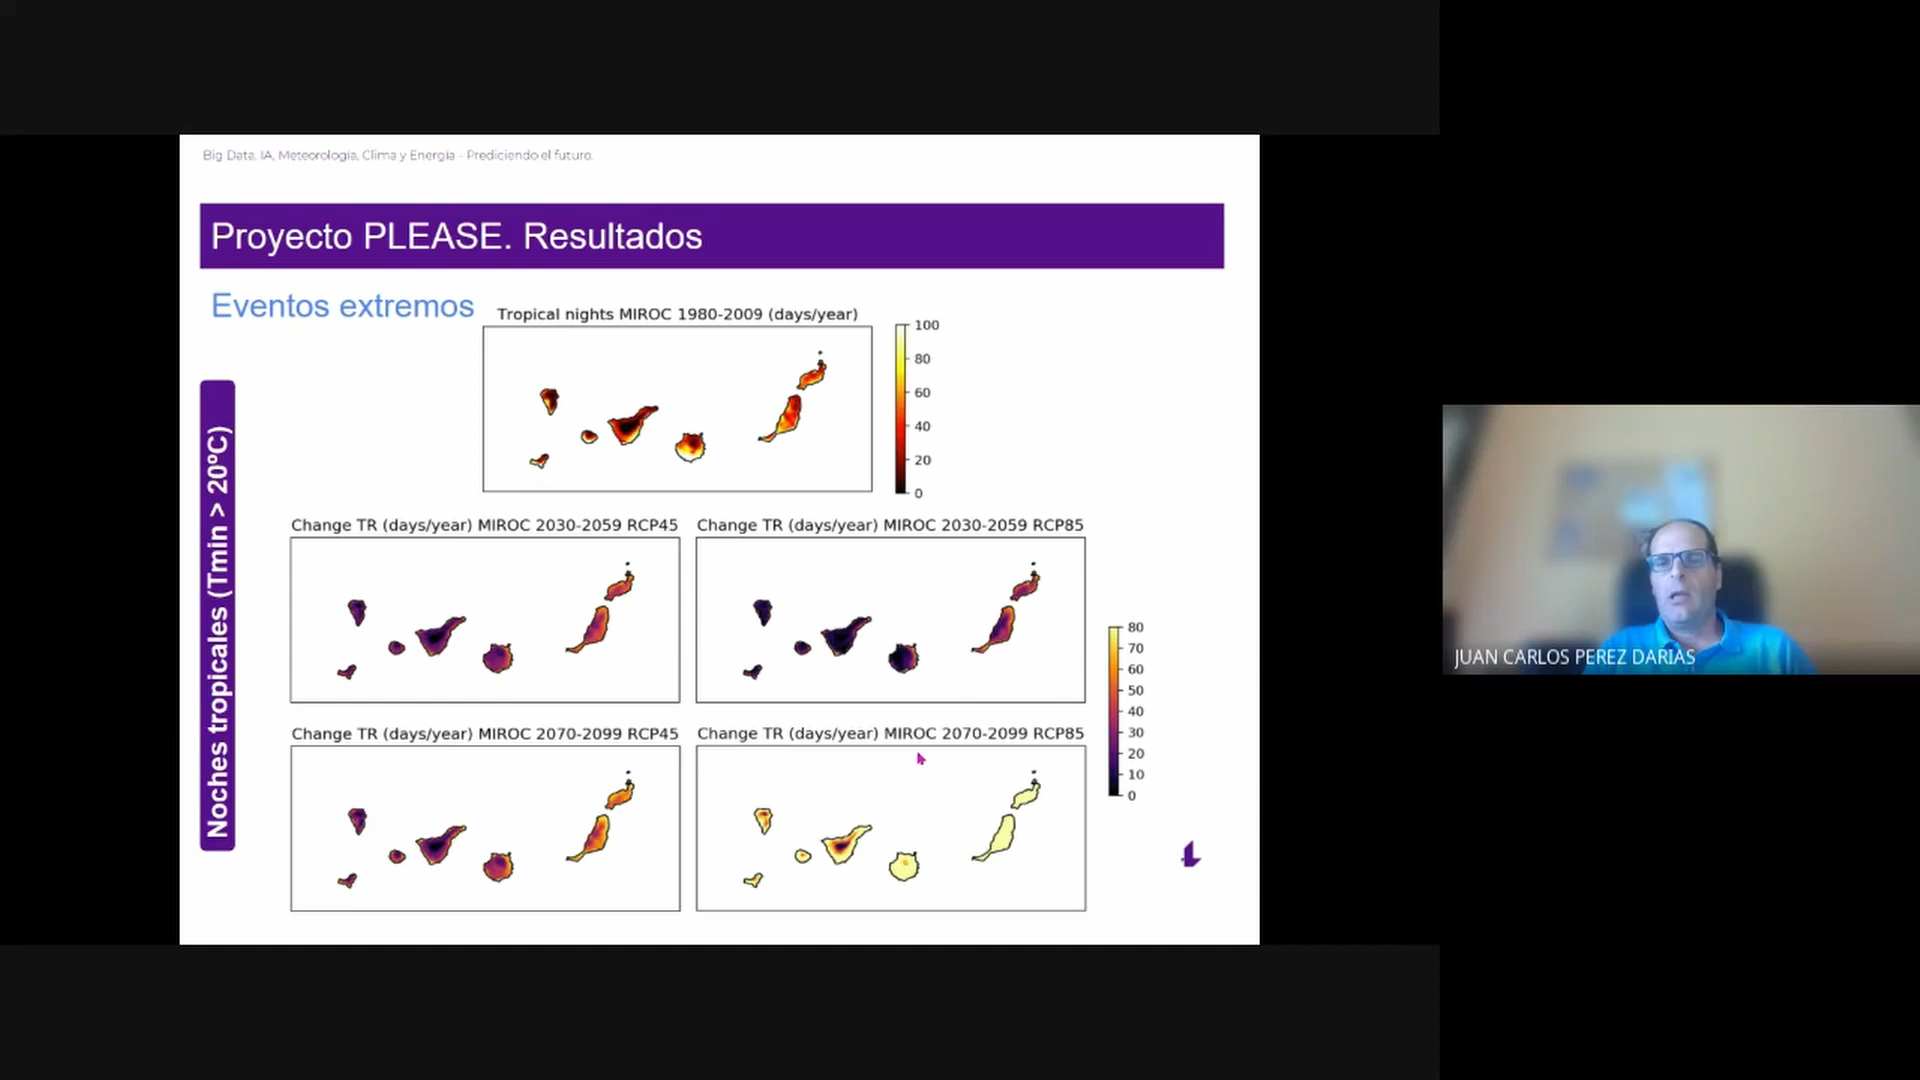 Big Data, IA, Meteorología, Clima y Energía - Prediciendo el futuro.
Proyecto PLEASE. Resultados
Eventos extremos
Tropical nights MIROC 1980-2009 (days/year)
100
80
60
40
20
0
Noches tropicales (Tmin > 20ºC)
Change TR (days/year) MIROC 2030-2059 RCP45
Change TR (days/year) MIROC 2030-2059 RCP85
80
70
60
50
40
30
20
10
0
Change TR (days/year) MIROC 2070-2099 RCP45
Change TR (days/year) MIROC 2070-2099 RCP85
JUAN CARLOS PEREZ DARIAS